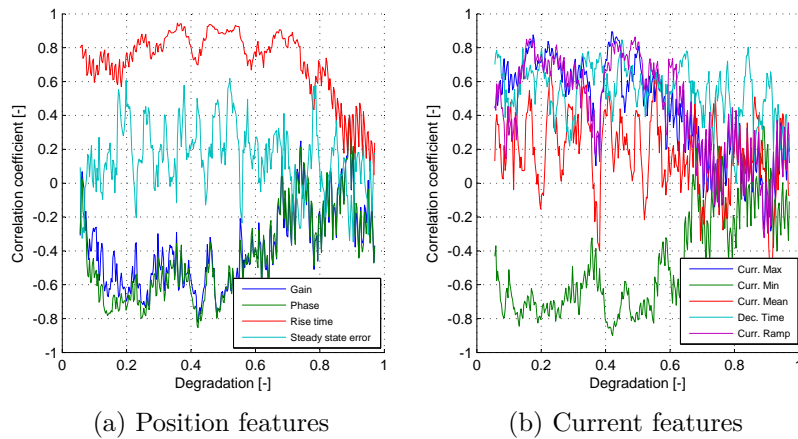 1
0.8
0.6
0.4
0.2
0
-0.2
-0.4
-0.6
-0.8
-1
Correlation coefficient [-]
0 0.2 0.4 0.6 0.8 1
Degradation [-]
Gain
Phase
Rise time
Steady state error
(a) Position features
1
0.8
0.6
0.4
0.2
0
-0.2
-0.4
-0.6
-0.8
-1
Correlation coefficient [-]
0 0.2 0.4 0.6 0.8 1
Degradation [-]
Curr. Max
Curr. Min
Curr. Mean
Dec. Time
Curr. Ramp
(b) Current features